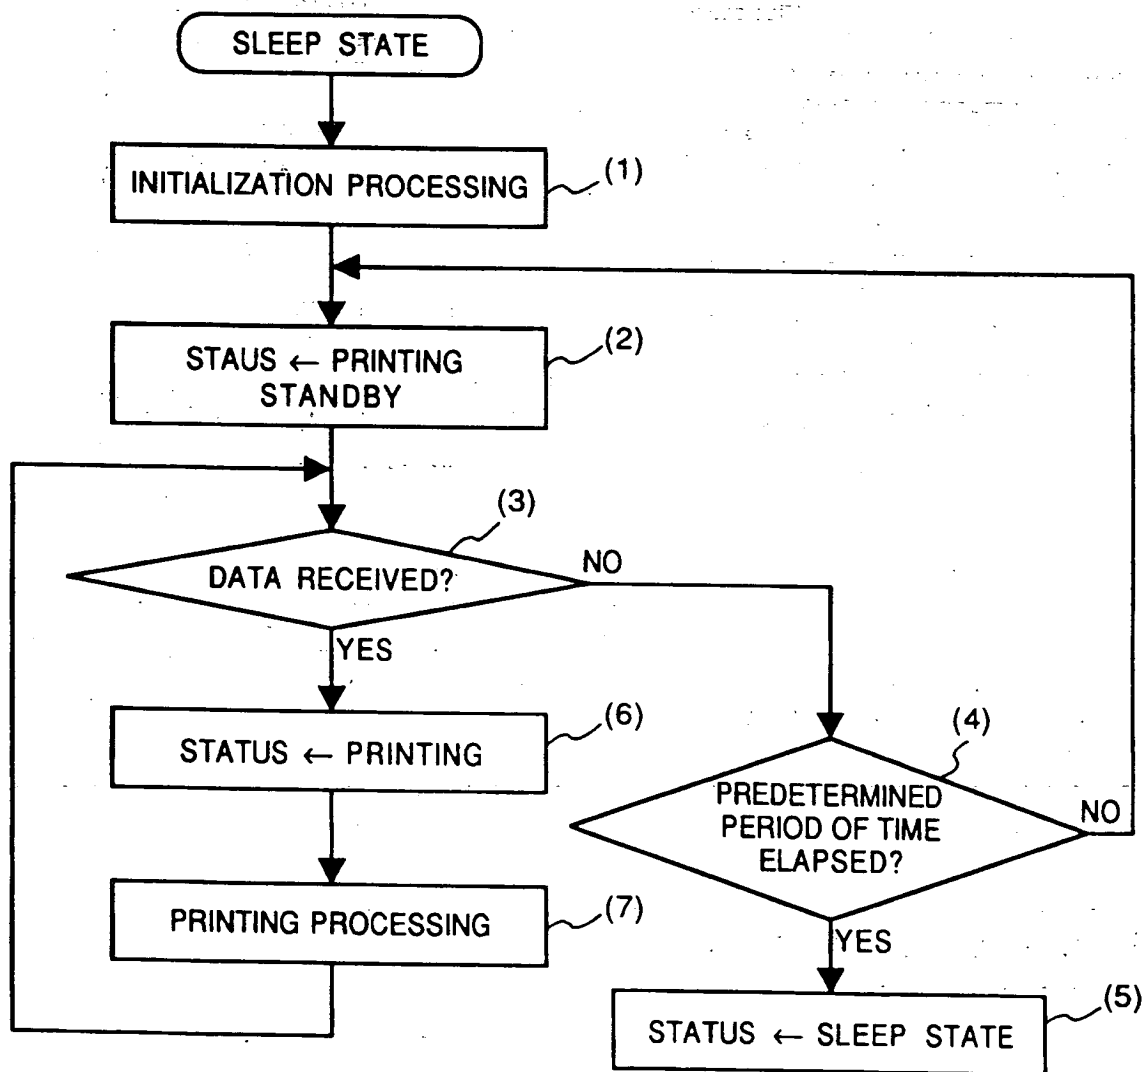 SLEEP STATE
INITIALIZATION PROCESSING
(1)
STAUS ← PRINTING
STANDBY
(2)
DATA RECEIVED?
(3)
NO
YES
STATUS ← PRINTING
(6)
PREDETERMINED
PERIOD OF TIME
ELAPSED?
(4)
NO
PRINTING PROCESSING
(7)
YES
STATUS ← SLEEP STATE
(5)